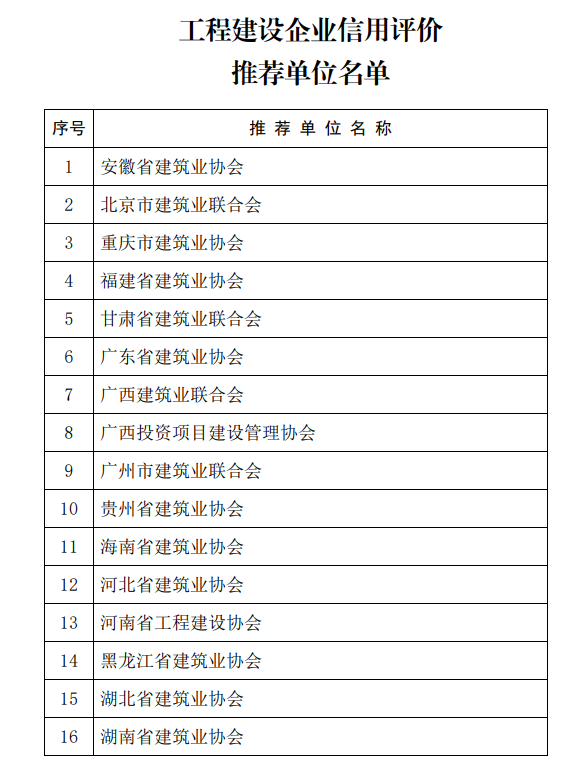 工程建设企业信用评价
推荐单位名单
序号 推荐单位名称
1 安徽省建筑业协会
2 北京市建筑业联合会
3 重庆市建筑业协会
4 福建省建筑业协会
5 甘肃省建筑业联合会
6 广东省建筑业协会
7 广西建筑业联合会
8 广西投资项目建设管理协会
9 广州市建筑业联合会
10 贵州省建筑业协会
11 海南省建筑业协会
12 河北省建筑业协会
13 河南省工程建设协会
14 黑龙江省建筑业协会
15 湖北省建筑业协会
16 湖南省建筑业协会